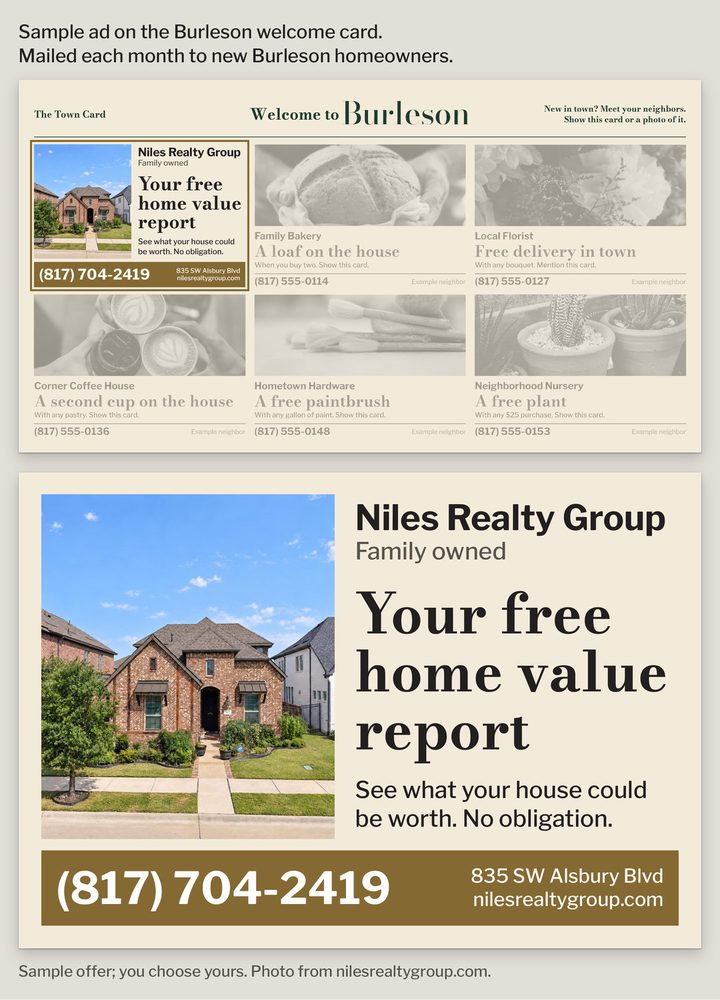 Sample ad on the Burleson welcome card.
Mailed each month to new Burleson homeowners.
The Town Card
Welcome to Burleson
New in town? Meet your neighbors.
Show this card or a photo of it.
Niles Realty Group
Family owned
Your free
home value
report
See what your house could
be worth. No obligation.
(817) 704-2419
835 SW Alsbury Blvd
nilesrealtygroup.com
Family Bakery
A loaf on the house
When you buy two. Show this card.
(817) 555-0114
Example neighbor
Local Florist
Free delivery in town
With any bouquet. Mention this card.
(817) 555-0127
Example neighbor
Corner Coffee House
A second cup on the house
With any pastry. Show this card.
(817) 555-0136
Example neighbor
Hometown Hardware
A free paintbrush
With any gallon of paint. Show this card.
(817) 555-0148
Example neighbor
Neighborhood Nursery
A free plant
With any $25 purchase. Show this card.
(817) 555-0153
Example neighbor
Niles Realty Group
Family owned
Your free
home value
report
See what your house could
be worth. No obligation.
(817) 704-2419
835 SW Alsbury Blvd
nilesrealtygroup.com
Sample offer; you choose yours. Photo from nilesrealtygroup.com.